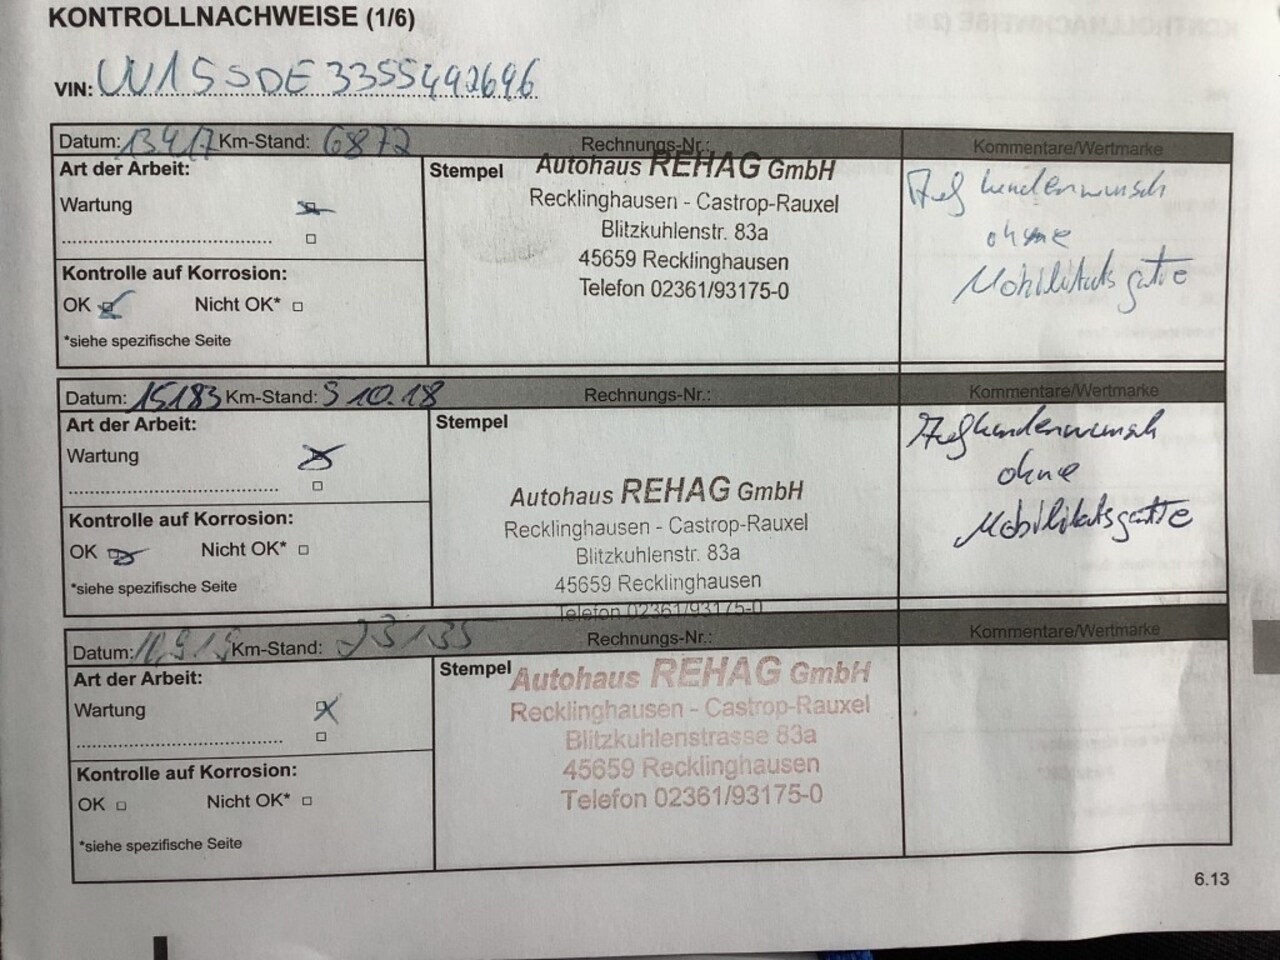 KONTROLLNACHWEISE (1/6)
VIN: UU1SSDE3355492696
Datum: 13.4.17 Km-Stand: 6872 Rechnungs-Nr.: Kommentare/Wertmarke
Art der Arbeit:
Wartung
Kontrolle auf Korrosion:
OK Nicht OK*
*siehe spezifische Seite
Stempel
Autohaus REHAG GmbH
Recklinghausen - Castrop-Rauxel
Blitzkuhlenstr. 83a
45659 Recklinghausen
Telefon 02361/93175-0
Auf kundenwunsch
ohne
Mobilitätsgatie
Datum: 15183 Km-Stand: 5 10.18 Rechnungs-Nr.: Kommentare/Wertmarke
Art der Arbeit:
Wartung
Kontrolle auf Korrosion:
OK Nicht OK*
*siehe spezifische Seite
Stempel
Autohaus REHAG GmbH
Recklinghausen - Castrop-Rauxel
Blitzkuhlenstr. 83a
45659 Recklinghausen
Telefon 02361/93175-0
Auf kundenwunsch
ohne
Mobilitätsgatie
Datum: Km-Stand: 23135 Rechnungs-Nr.: Kommentare/Wertmarke
Art der Arbeit:
Wartung
Kontrolle auf Korrosion:
OK Nicht OK*
*siehe spezifische Seite
Stempel
Autohaus REHAG GmbH
Recklinghausen - Castrop-Rauxel
Blitzkuhlenstrasse 83a
45659 Recklinghausen
Telefon 02361/93175-0
6.13